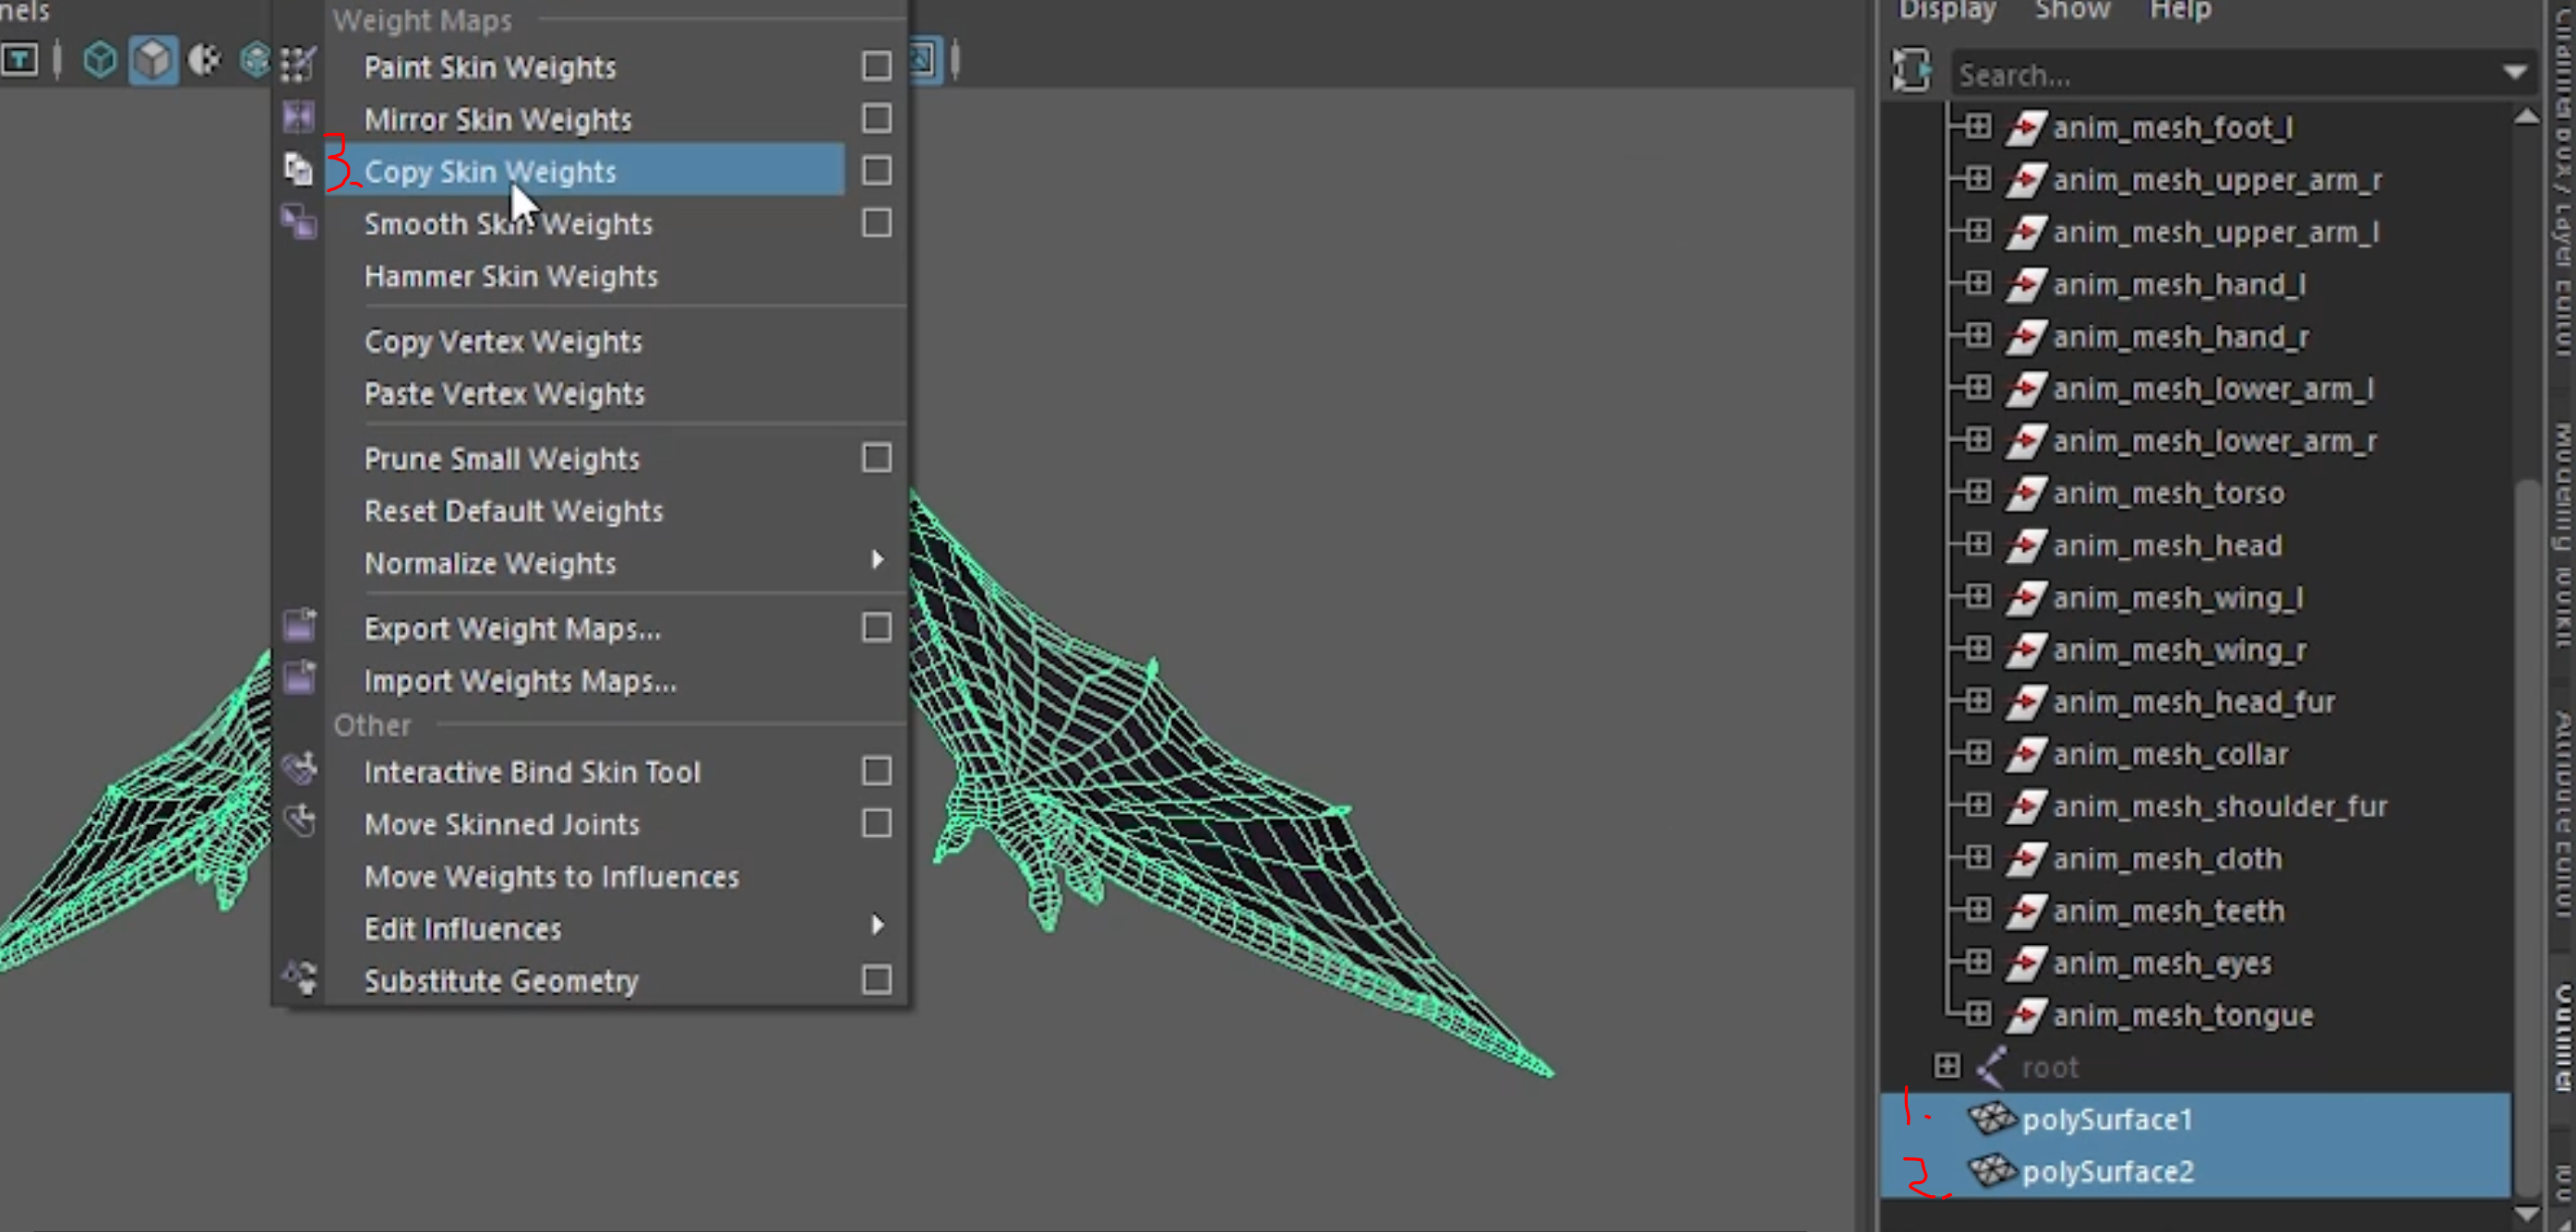 nels
Weight Maps
Paint Skin Weights
Mirror Skin Weights
3. Copy Skin Weights
Smooth Skin Weights
Hammer Skin Weights
Copy Vertex Weights
Paste Vertex Weights
Prune Small Weights
Reset Default Weights
Normalize Weights
Export Weight Maps...
Import Weights Maps...
Other
Interactive Bind Skin Tool
Move Skinned Joints
Move Weights to Influences
Edit Influences
Substitute Geometry
Display Show Help
Search...
anim_mesh_foot_l
anim_mesh_upper_arm_r
anim_mesh_upper_arm_l
anim_mesh_hand_l
anim_mesh_hand_r
anim_mesh_lower_arm_l
anim_mesh_lower_arm_r
anim_mesh_torso
anim_mesh_head
anim_mesh_wing_l
anim_mesh_wing_r
anim_mesh_head_fur
anim_mesh_collar
anim_mesh_shoulder_fur
anim_mesh_cloth
anim_mesh_teeth
anim_mesh_eyes
anim_mesh_tongue
root
1. polySurface1
2. polySurface2